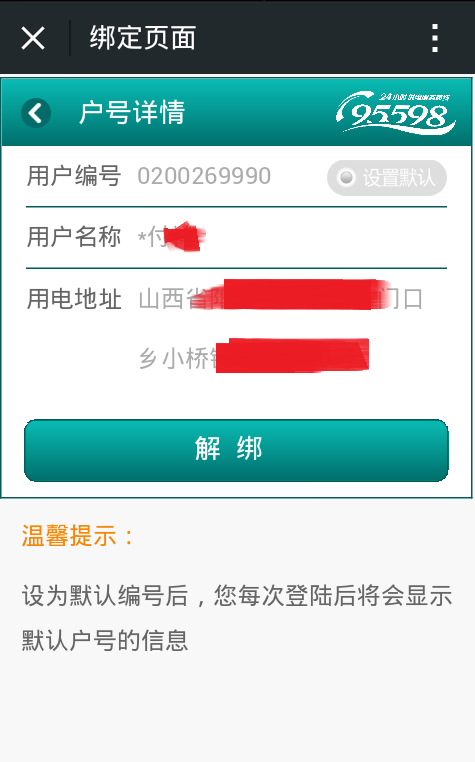 绑定页面
户号详情
24小时供电服务热线
95598
用户编号 0200269990 设置默认
用户名称 *付
用电地址 山西省 门口
乡小桥
解 绑
温馨提示：
设为默认编号后，您每次登陆后将会显示
默认户号的信息